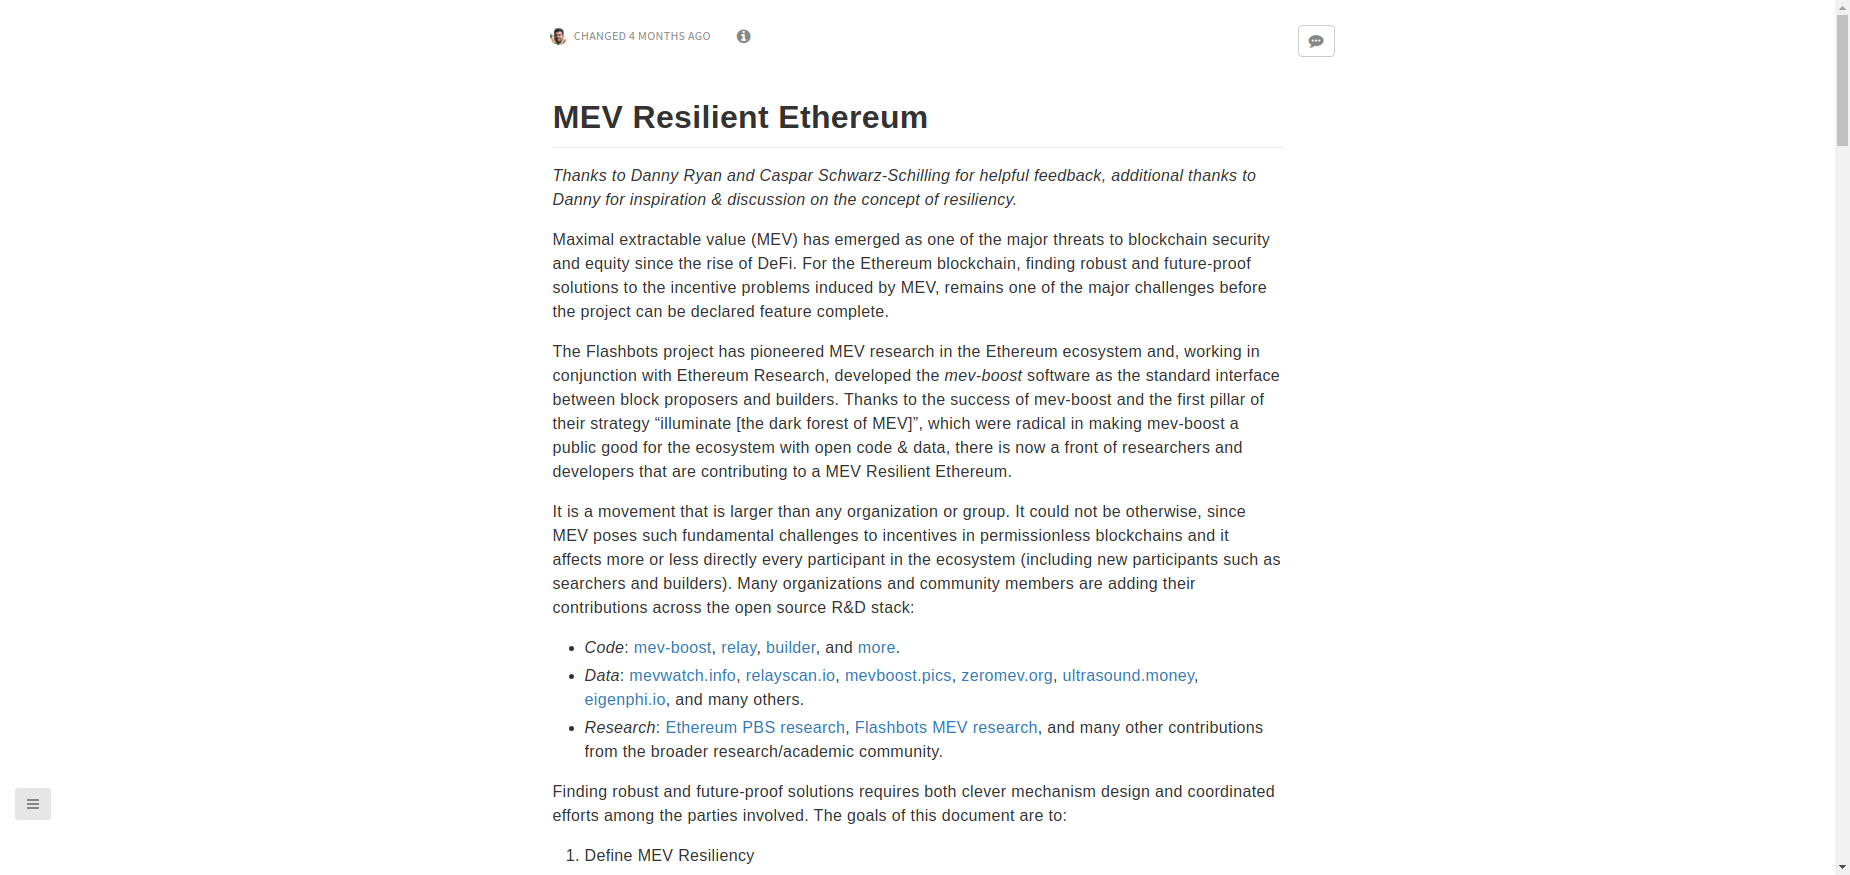 CHANGED 4 MONTHS AGO
MEV Resilient Ethereum
Thanks to Danny Ryan and Caspar Schwarz-Schilling for helpful feedback, additional thanks to
Danny for inspiration & discussion on the concept of resiliency.
Maximal extractable value (MEV) has emerged as one of the major threats to blockchain security
and equity since the rise of DeFi. For the Ethereum blockchain, finding robust and future-proof
solutions to the incentive problems induced by MEV, remains one of the major challenges before
the project can be declared feature complete.
The Flashbots project has pioneered MEV research in the Ethereum ecosystem and, working in
conjunction with Ethereum Research, developed the mev-boost software as the standard interface
between block proposers and builders. Thanks to the success of mev-boost and the first pillar of
their strategy “illuminate [the dark forest of MEV]”, which were radical in making mev-boost a
public good for the ecosystem with open code & data, there is now a front of researchers and
developers that are contributing to a MEV Resilient Ethereum.
It is a movement that is larger than any organization or group. It could not be otherwise, since
MEV poses such fundamental challenges to incentives in permissionless blockchains and it
affects more or less directly every participant in the ecosystem (including new participants such as
searchers and builders). Many organizations and community members are adding their
contributions across the open source R&D stack:
• Code: mev-boost, relay, builder, and more.
• Data: mevwatch.info, relayscan.io, mevboost.pics, zeromev.org, ultrasound.money,
eigenphi.io, and many others.
• Research: Ethereum PBS research, Flashbots MEV research, and many other contributions
from the broader research/academic community.
Finding robust and future-proof solutions requires both clever mechanism design and coordinated
efforts among the parties involved. The goals of this document are to:
1. Define MEV Resiliency